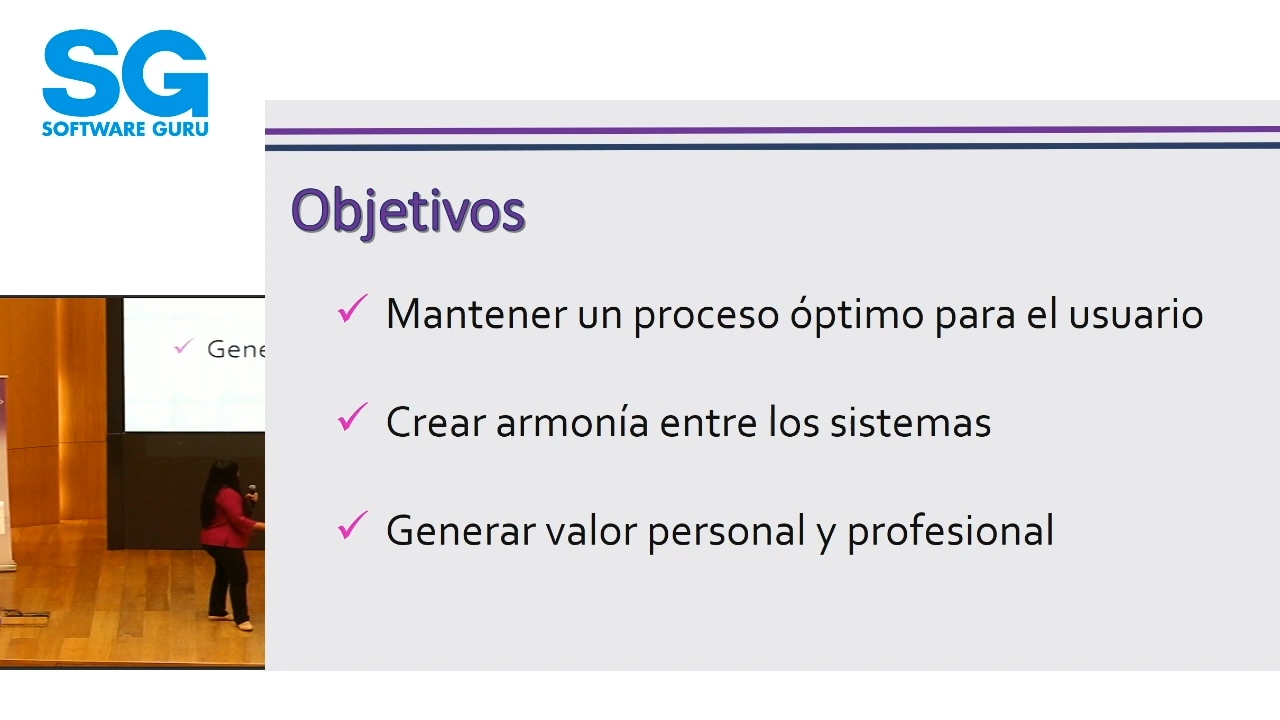 SG
SOFTWARE GURU
Objetivos
✓ Mantener un proceso óptimo para el usuario
✓ Crear armonía entre los sistemas
✓ Generar valor personal y profesional
✓ Gene